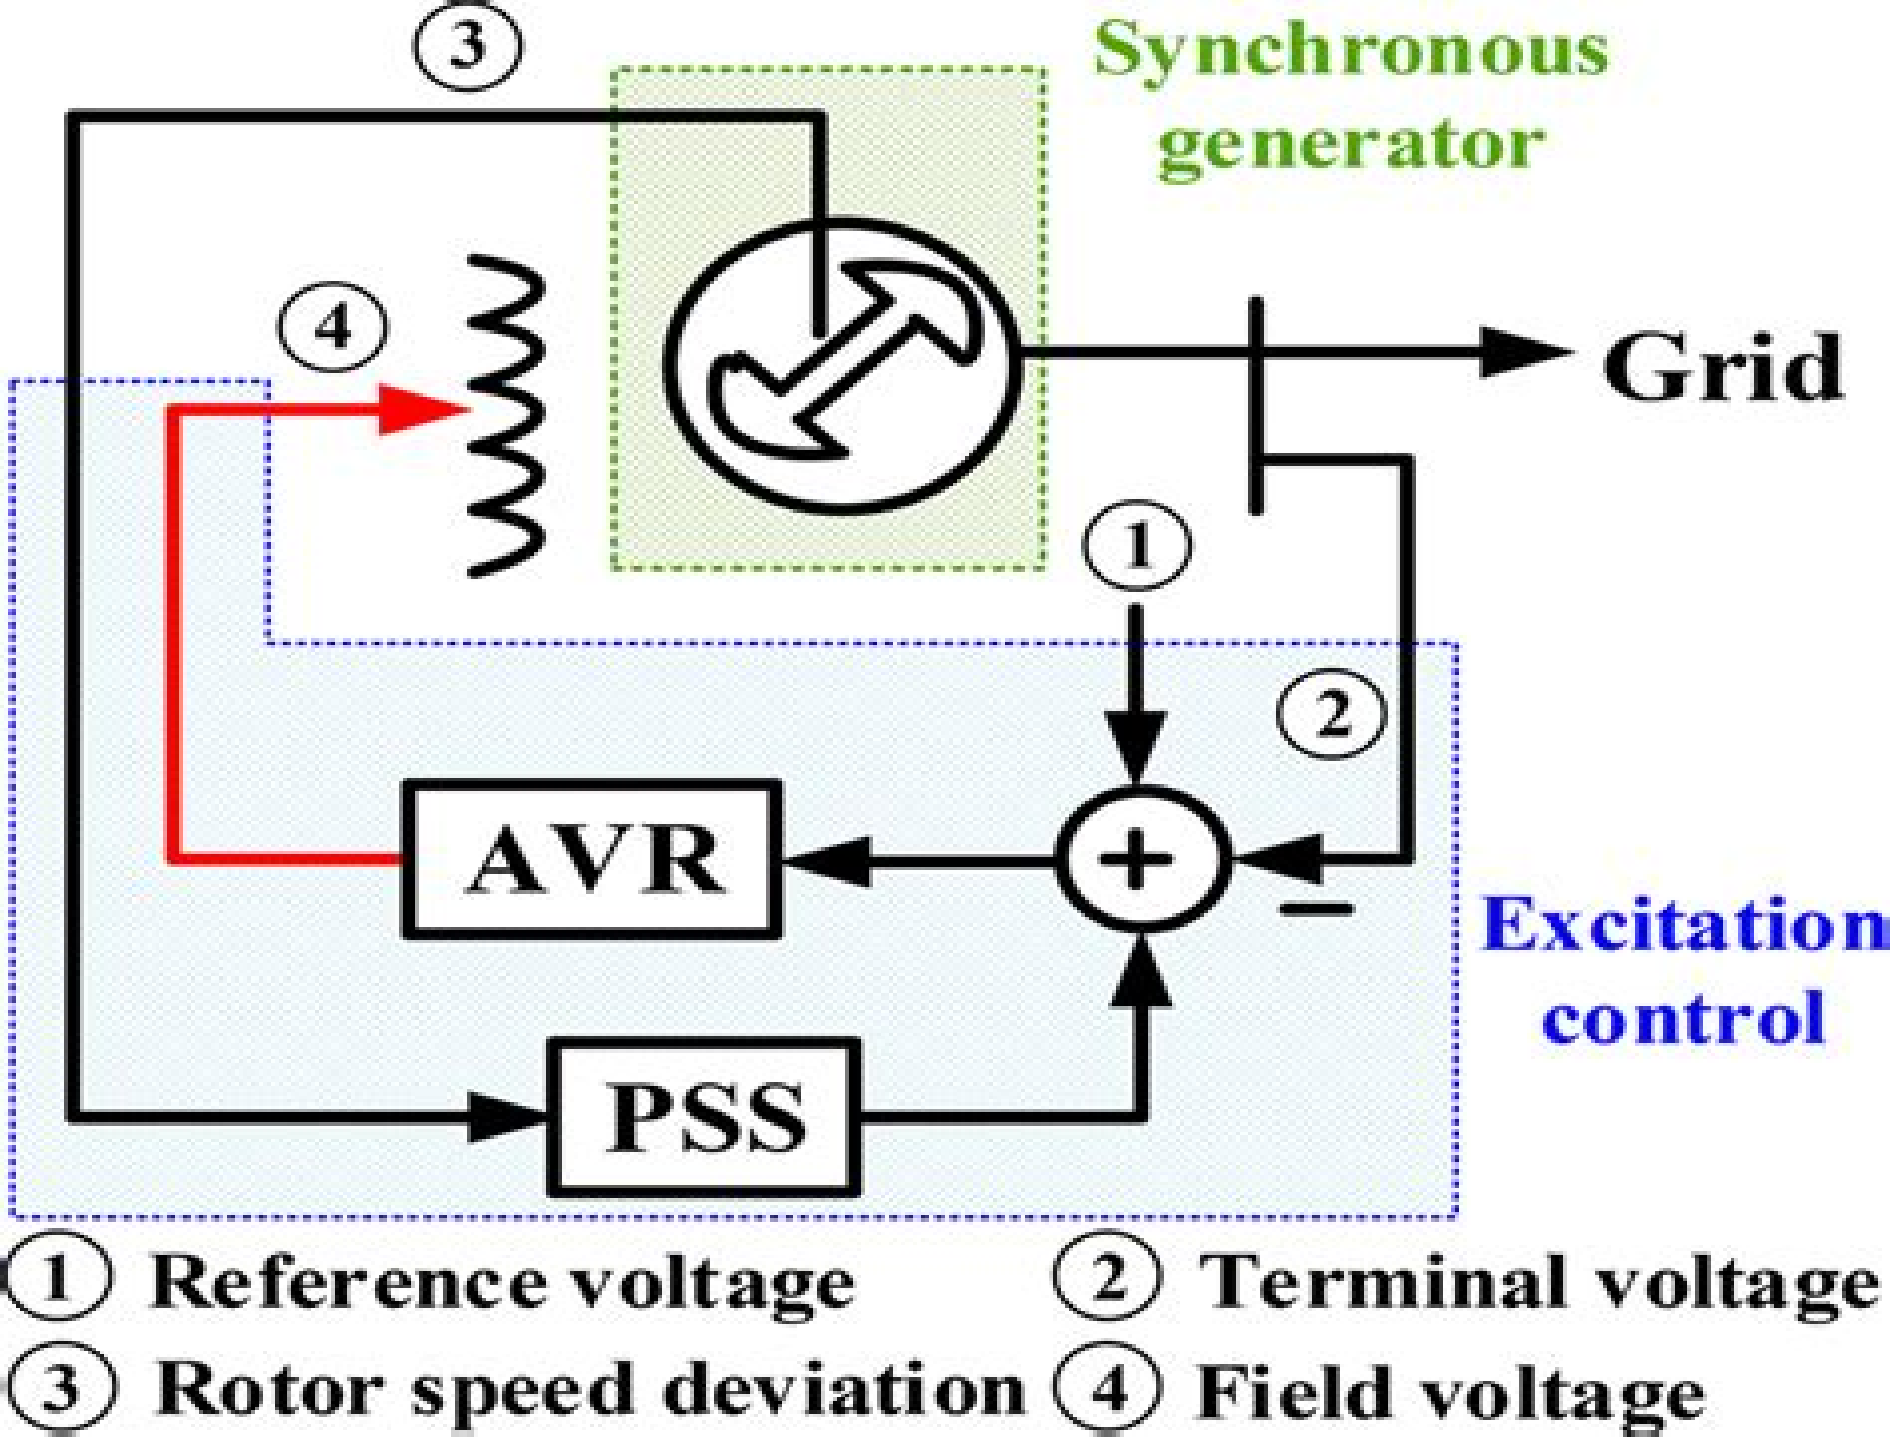 3
Synchronous
generator
4
Grid
1
2
AVR
+
−
Excitation
control
PSS
1 Reference voltage
2 Terminal voltage
3 Rotor speed deviation
4 Field voltage